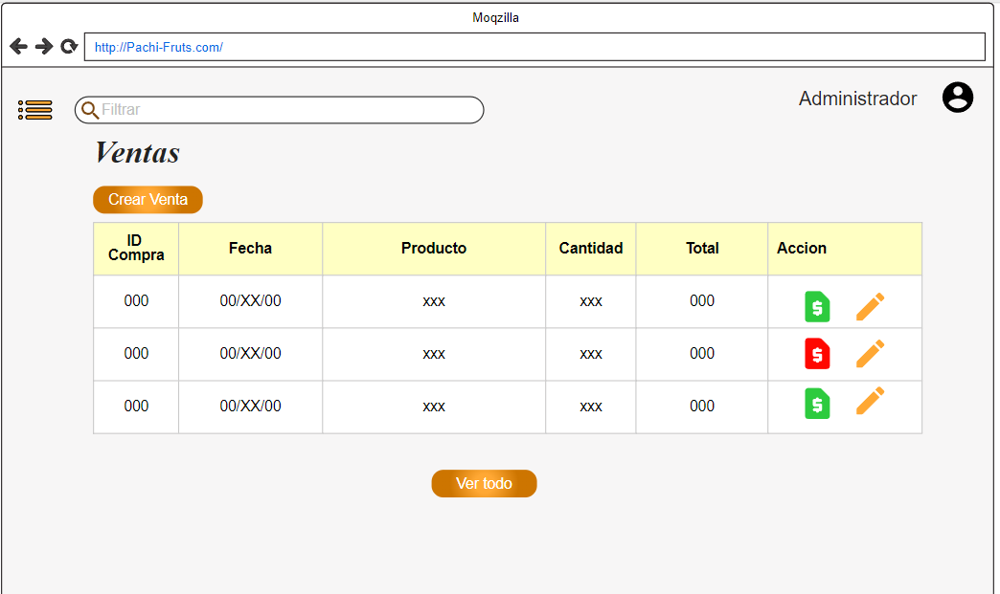 Moqzilla
http://Pachi-Fruts.com/
Filtrar
Administrador
Ventas
Crear Venta
ID Compra Fecha Producto Cantidad Total Accion
000 00/XX/00 xxx xxx 000 $
000 00/XX/00 xxx xxx 000 $
000 00/XX/00 xxx xxx 000 $
Ver todo